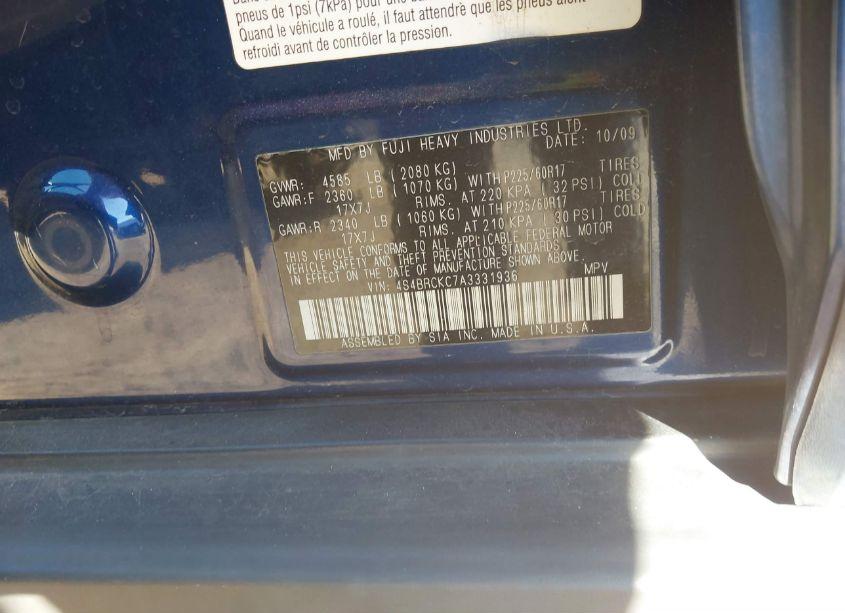 pneus de 1psi (7kPa) pour une
Quand le véhicule a roulé, il faut attendre que les pneus aient
refroidi avant de contrôler la pression.
MFD BY FUJI HEAVY INDUSTRIES LTD.
DATE: 10/09
GVWR: 4585 LB (2080 KG)
GAWR:F 2360 LB (1070 KG) WITH P225/60R17 TIRES
17X7J RIMS. AT 220 KPA (32 PSI) COLD
GAWR:R 2340 LB (1060 KG) WITH P225/60R17 TIRES
17X7J RIMS. AT 210 KPA (30 PSI) COLD
THIS VEHICLE CONFORMS TO ALL APPLICABLE FEDERAL MOTOR
VEHICLE SAFETY AND THEFT PREVENTION STANDARDS
IN EFFECT ON THE DATE OF MANUFACTURE SHOWN ABOVE.
VIN: 4S4BRCKC7A3331936 MPV
ASSEMBLED BY SIA INC. MADE IN U.S.A.